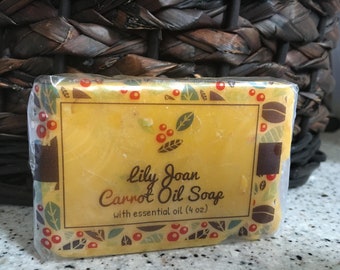 Lily Joan
Carrot Oil Soap
with essential oil (4 oz)